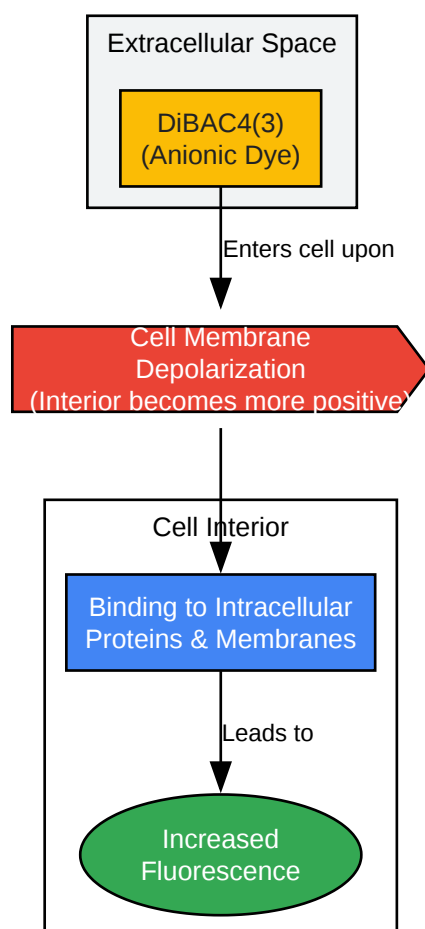 Extracellular Space
DiBAC4(3)
(Anionic Dye)
Enters cell upon
Cell Membrane
Depolarization
(Interior becomes more positive)
Cell Interior
Binding to Intracellular
Proteins & Membranes
Leads to
Increased
Fluorescence